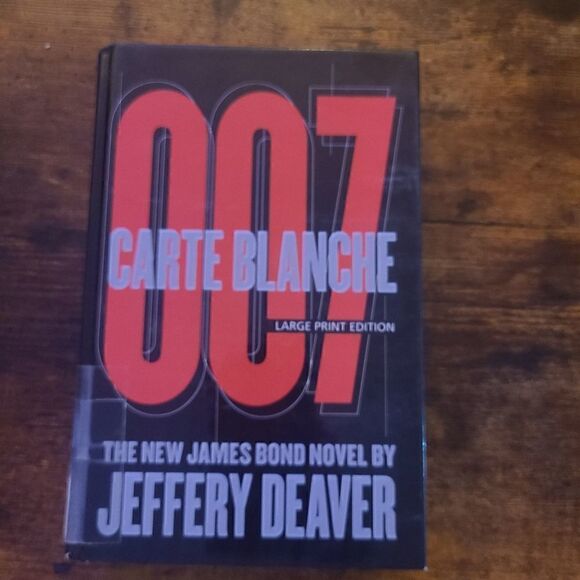 007
CARTE BLANCHE
LARGE PRINT EDITION
THE NEW JAMES BOND NOVEL BY
JEFFERY DEAVER